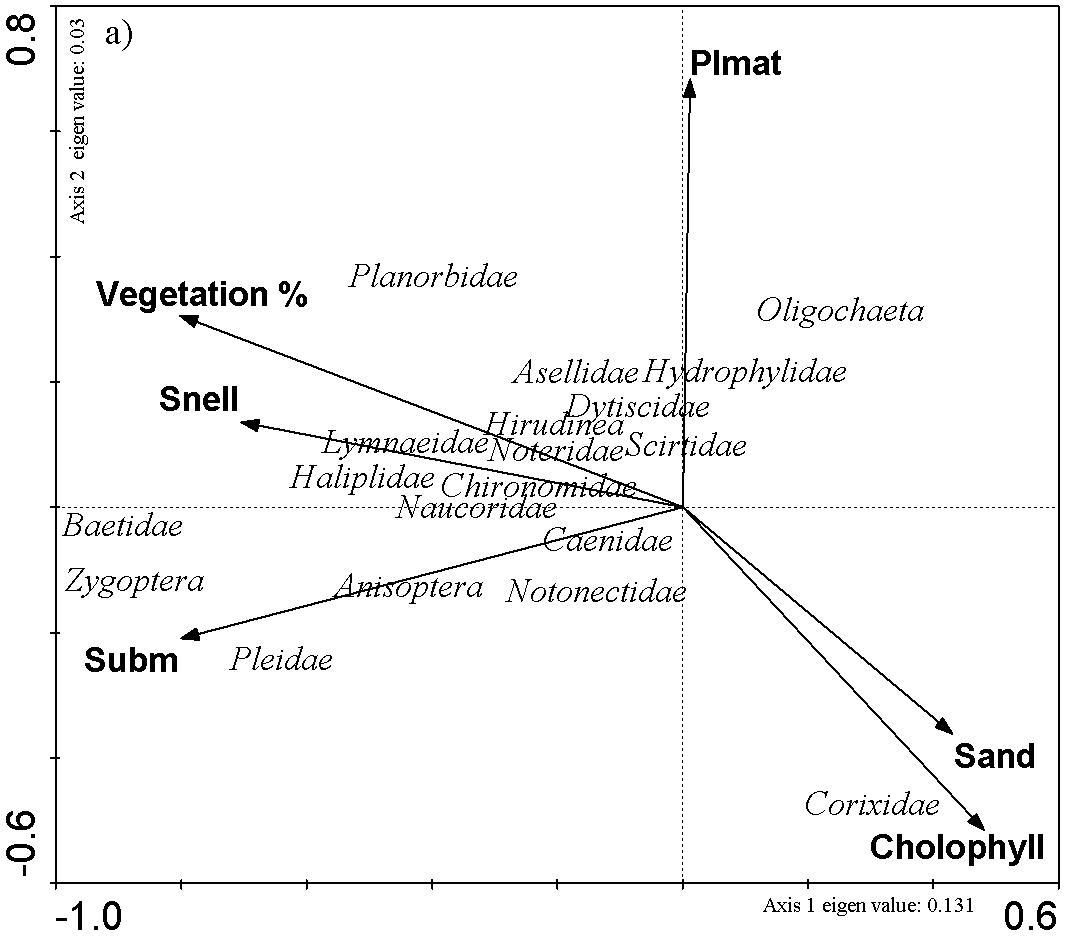 0.8
Axis 2 eigen value: 0.03
a)
Plmat
Vegetation %
Planorbidae
Oligochaeta
Asellidae
Hydrophylidae
Snell
Dytiscidae
Hirudinea
Lymnaeidae
Noteridae
Scirtidae
Haliplidae
Chironomidae
Naucoridae
Baetidae
Caenidae
Zygoptera
Anisoptera
Notonectidae
Subm
Pleidae
Sand
Corixidae
Cholophyll
-0.6
-1.0
Axis 1 eigen value: 0.131
0.6